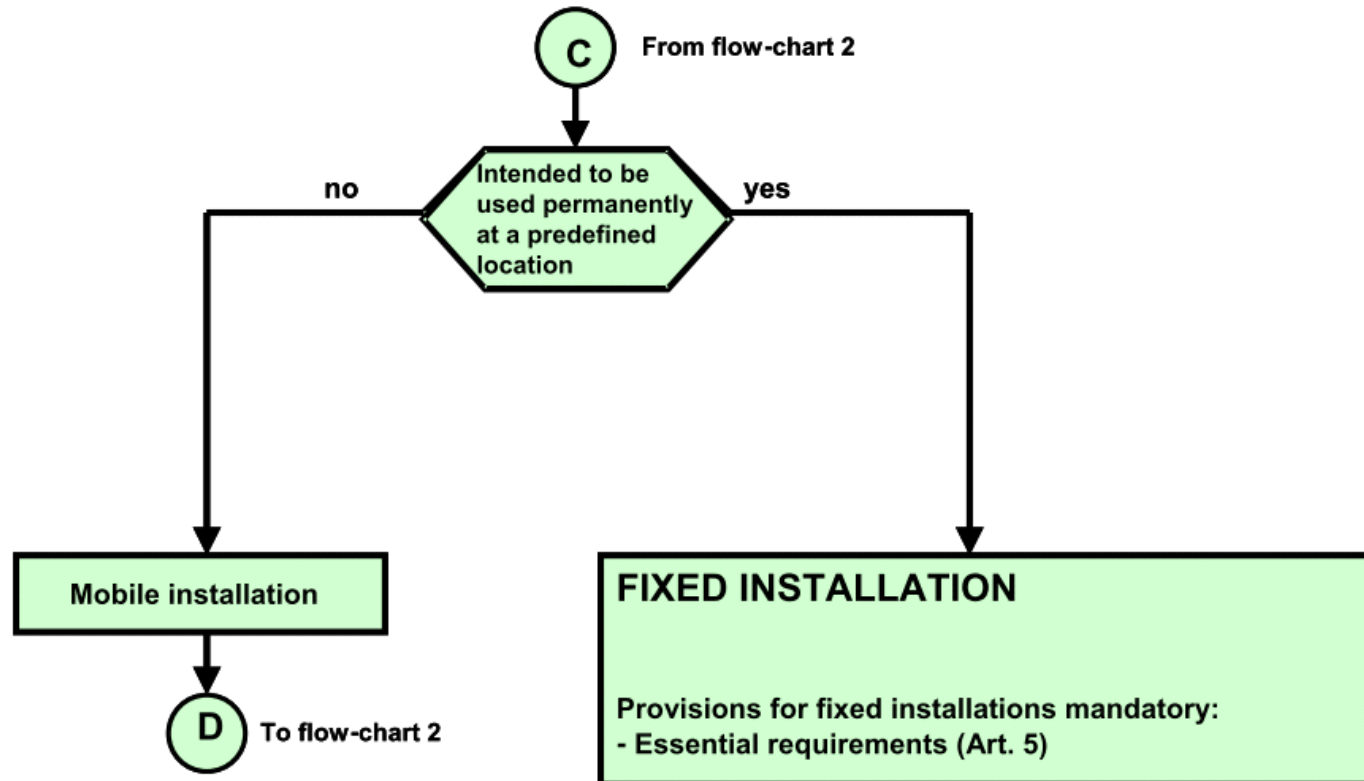 C
From flow-chart 2
Intended to be
used permanently
at a predefined
location
no
yes
Mobile installation
FIXED INSTALLATION
Provisions for fixed installations mandatory:
- Essential requirements (Art. 5)
D
To flow-chart 2